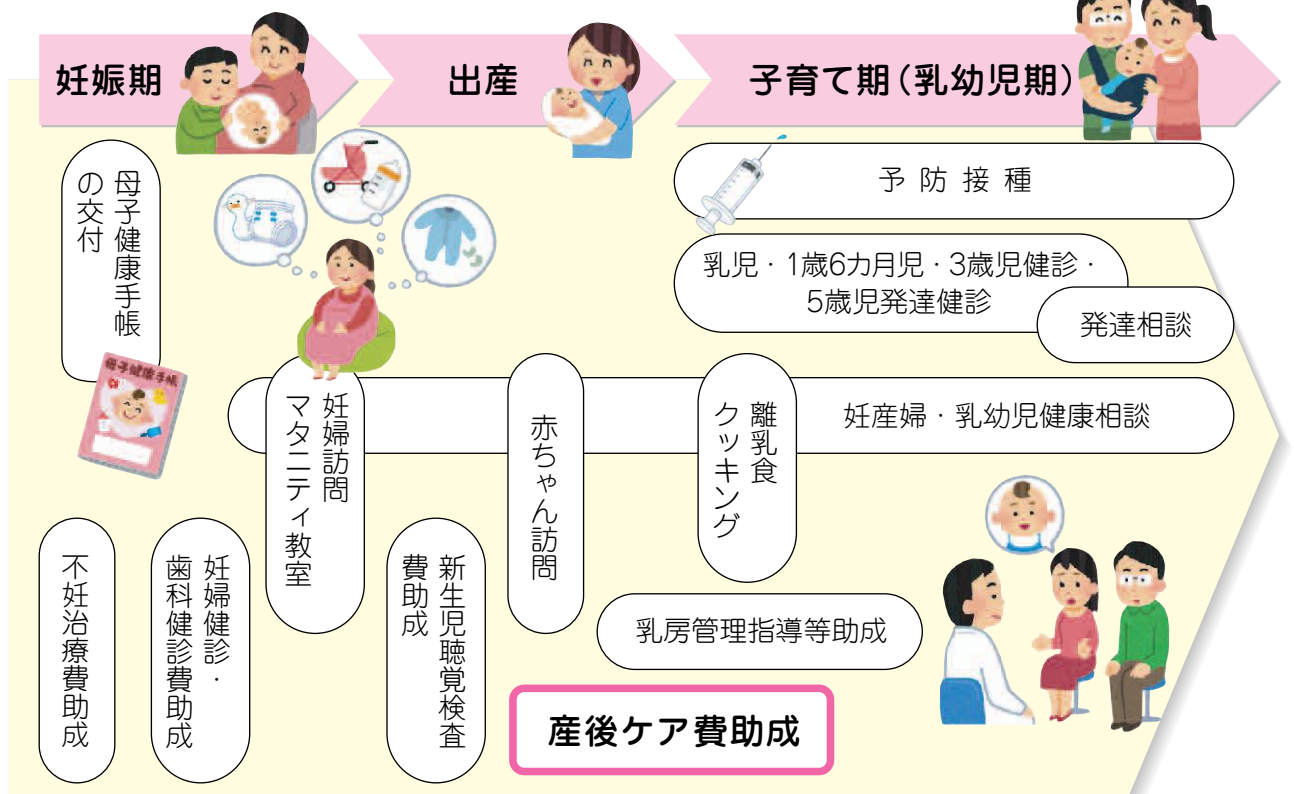 妊娠期
出産
子育て期（乳幼児期）
母子健康手帳
の交付
母子健康手帳
予防接種
乳児・1歳6カ月児・3歳児健診・
5歳児発達健診
発達相談
妊婦訪問
マタニティ教室
赤ちゃん訪問
離乳食
クッキング
妊産婦・乳幼児健康相談
不妊治療費助成
妊婦健診・
歯科健診費助成
新生児聴覚検査
費助成
乳房管理指導等助成
産後ケア費助成